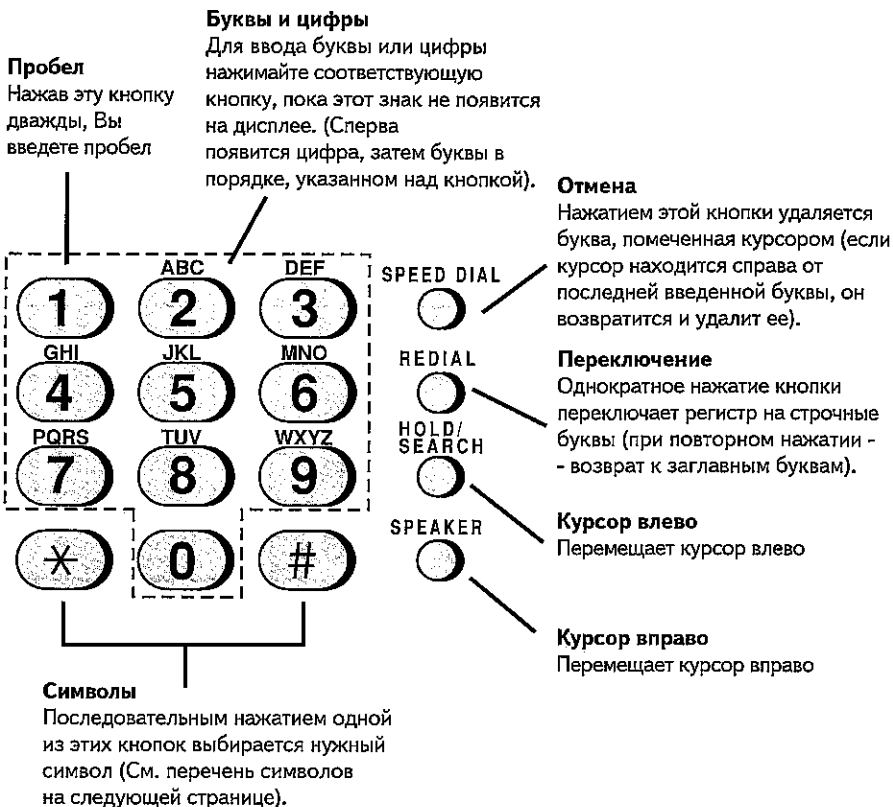 Буквы и цифры
Для ввода буквы или цифры
нажимайте соответствующую
кнопку, пока этот знак не появится
на дисплее. (Сперва
появится цифра, затем буквы в
порядке, указанном над кнопкой).
Пробел
Нажав эту кнопку
дважды, Вы
введете пробел
Отмена
Нажатием этой кнопки удаляется
буква, помеченная курсором (если
курсор находится справа от
последней введенной буквы, он
возвратится и удалит ее).
ABC DEF
1 2 3
SPEED DIAL
GHI JKL MNO
4 5 6
REDIAL
Переключение
Однократное нажатие кнопки
переключает регистр на строчные
буквы (при повторном нажатии -
- возврат к заглавным буквам).
PQRS TUV WXYZ
7 8 9
HOLD/
SEARCH
Курсор влево
Перемещает курсор влево
* 0 #
SPEAKER
Курсор вправо
Перемещает курсор вправо
Символы
Последовательным нажатием одной
из этих кнопок выбирается нужный
символ (См. перечень символов
на следующей странице).